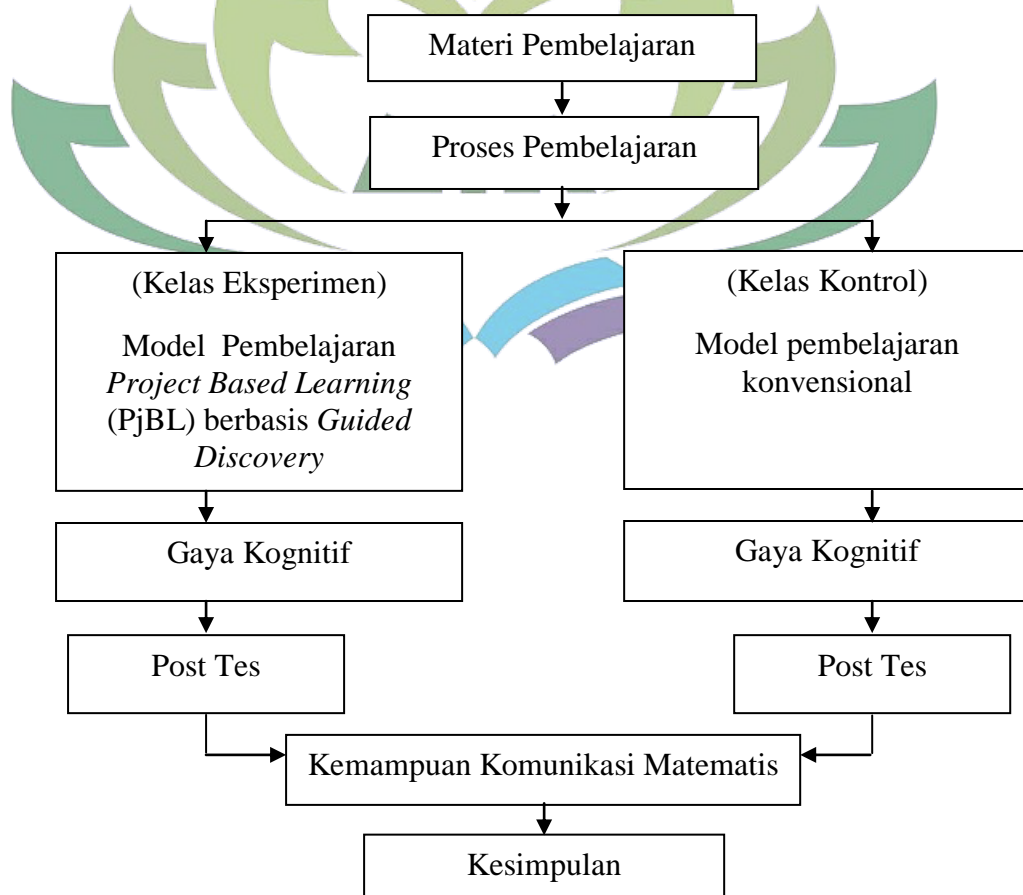 Materi Pembelajaran
Proses Pembelajaran
(Kelas Eksperimen)
Model Pembelajaran
Project Based Learning
(PjBL) berbasis Guided
Discovery
(Kelas Kontrol)
Model pembelajaran
konvensional
Gaya Kognitif
Gaya Kognitif
Post Tes
Post Tes
Kemampuan Komunikasi Matematis
Kesimpulan